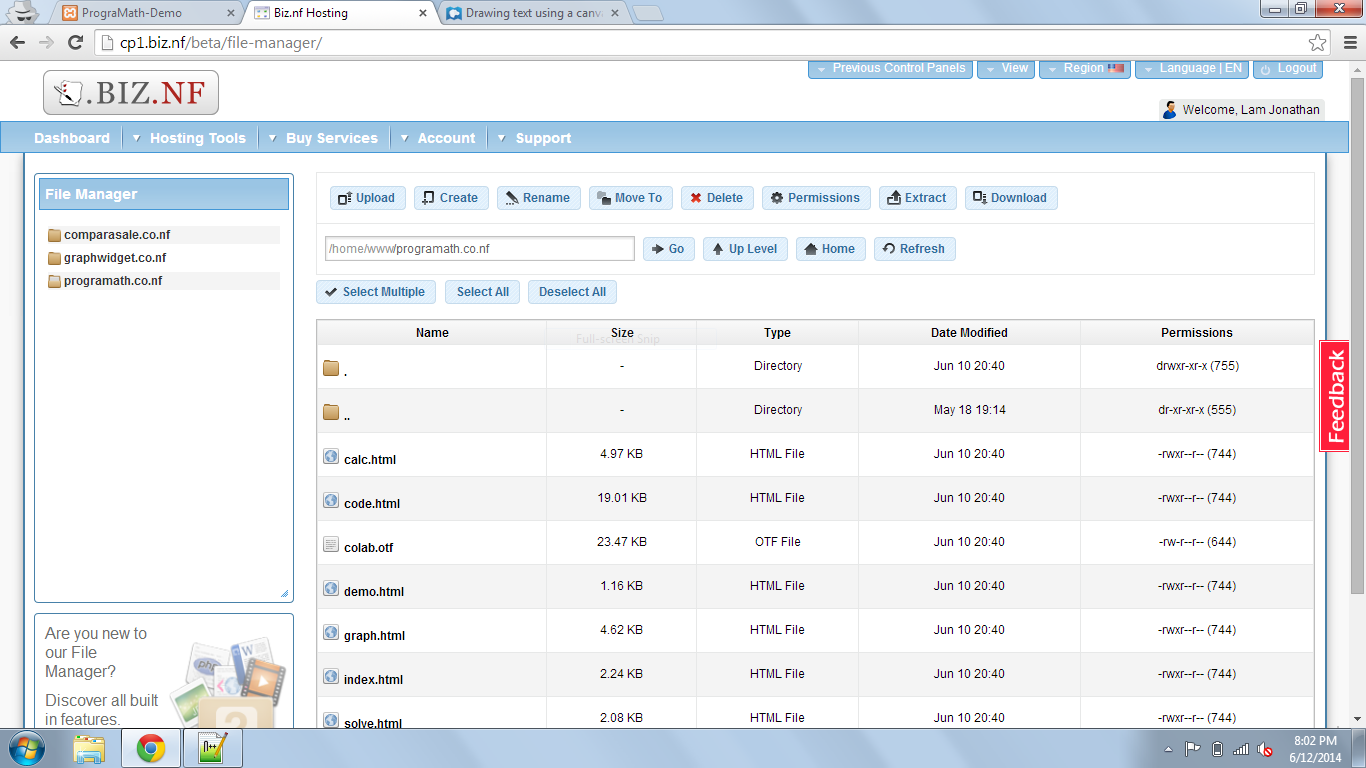 PrograMath-Demo
Biz.nf Hosting
Drawing text using a canv
cp1.biz.nf/beta/file-manager/
Previous Control Panels View Region Language | EN Logout
.BIZ.NF
Welcome, Lam Jonathan
Dashboard Hosting Tools Buy Services Account Support
File Manager
comparasale.co.nf
graphwidget.co.nf
programath.co.nf
Upload Create Rename Move To Delete Permissions Extract Download
/home/www/programath.co.nf Go Up Level Home Refresh
Select Multiple Select All Deselect All
Name Size Type Date Modified Permissions
Full-screen Snip
. - Directory Jun 10 20:40 drwxr-xr-x (755)
.. - Directory May 18 19:14 dr-xr-xr-x (555)
calc.html 4.97 KB HTML File Jun 10 20:40 -rwxr--r-- (744)
code.html 19.01 KB HTML File Jun 10 20:40 -rwxr--r-- (744)
colab.otf 23.47 KB OTF File Jun 10 20:40 -rw-r--r-- (644)
demo.html 1.16 KB HTML File Jun 10 20:40 -rwxr--r-- (744)
graph.html 4.62 KB HTML File Jun 10 20:40 -rwxr--r-- (744)
index.html 2.24 KB HTML File Jun 10 20:40 -rwxr--r-- (744)
solve.html 2.08 KB HTML File Jun 10 20:40 -rwxr--r-- (744)
Feedback
Are you new to
our File
Manager?
Discover all built
in features.
php
W
?
N++
8:02 PM
6/12/2014